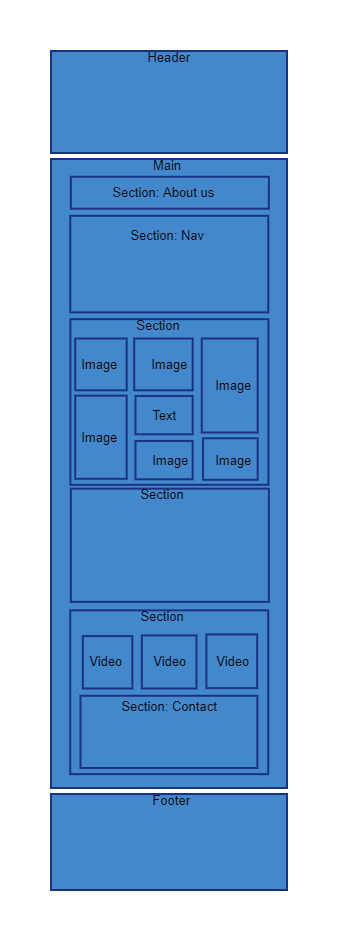 Header
Main
Section: About us
Section: Nav
Section
Image
Image
Image
Image
Text
Image
Image
Section
Section
Video
Video
Video
Section: Contact
Footer